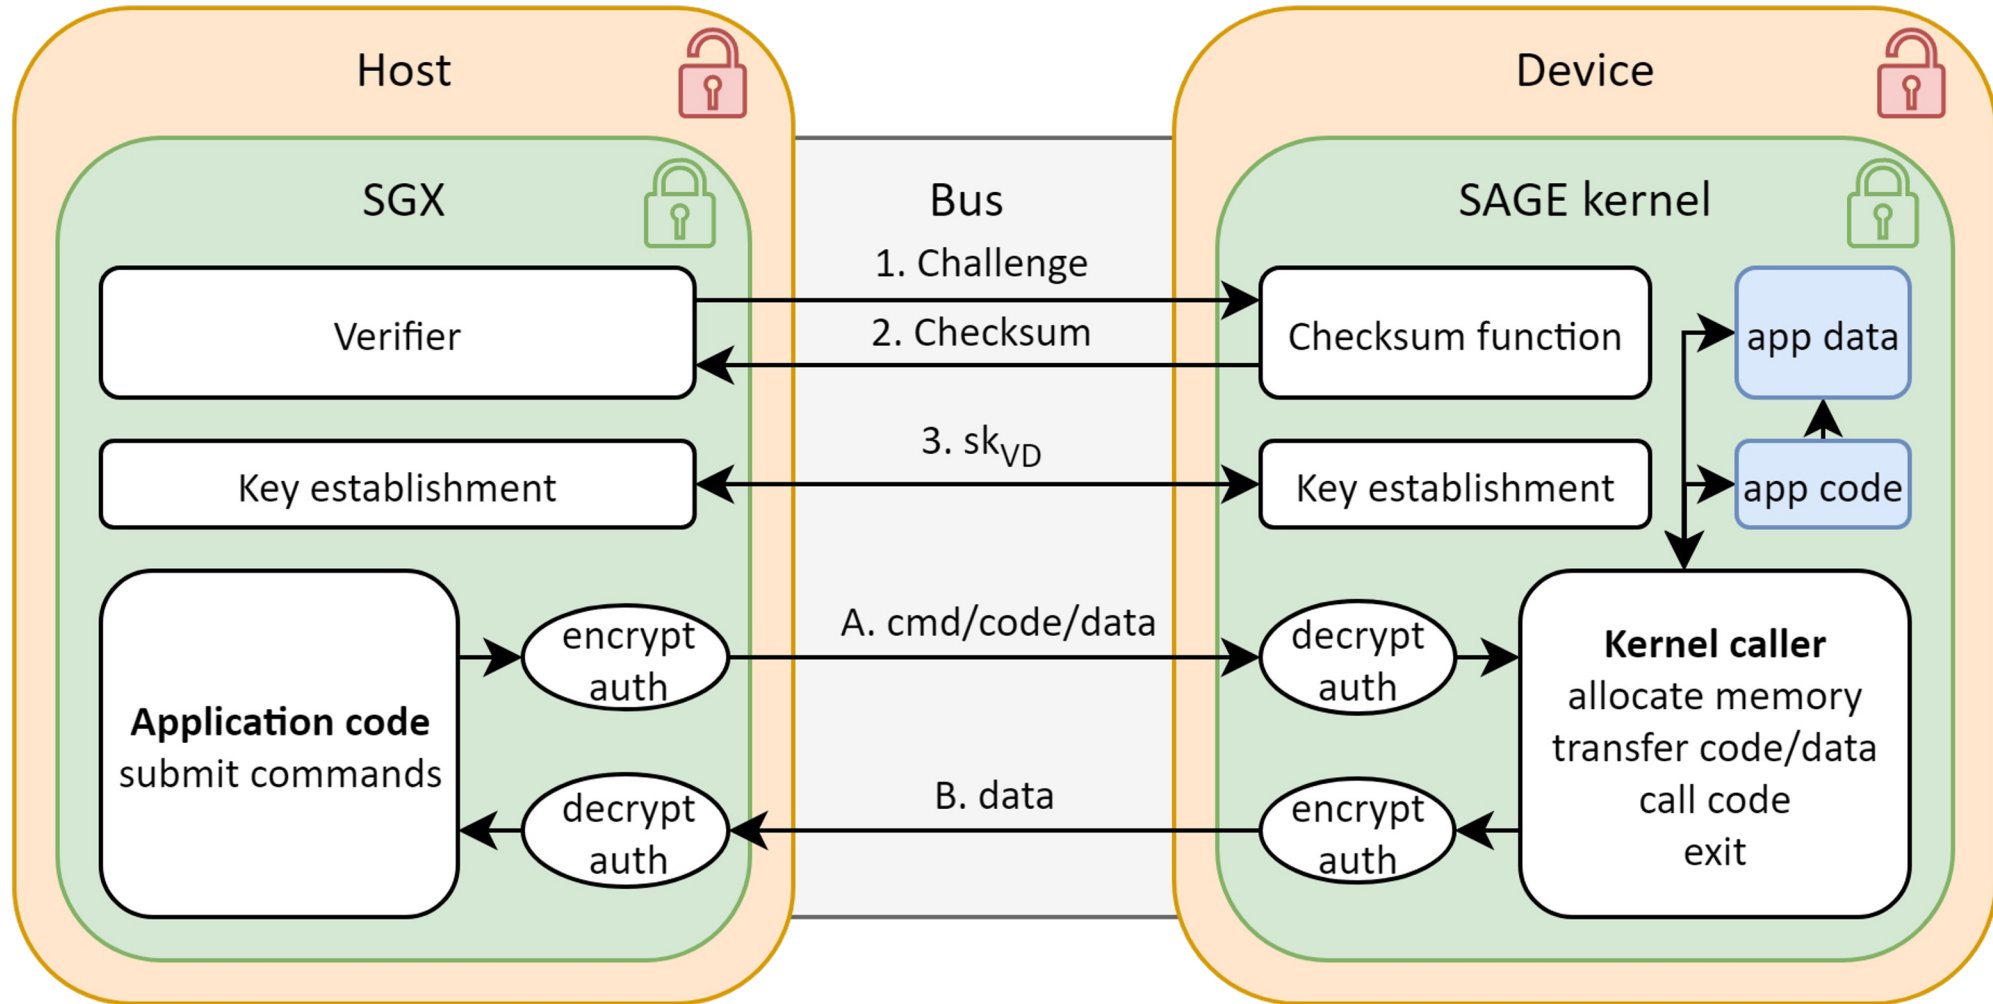 Host
Device
SGX
Bus
SAGE kernel
1. Challenge
Verifier
2. Checksum
Checksum function
app data
3. sk_VD
Key establishment
Key establishment
app code
encrypt
auth
A. cmd/code/data
decrypt
auth
Application code
submit commands
Kernel caller
allocate memory
transfer code/data
call code
exit
decrypt
auth
B. data
encrypt
auth